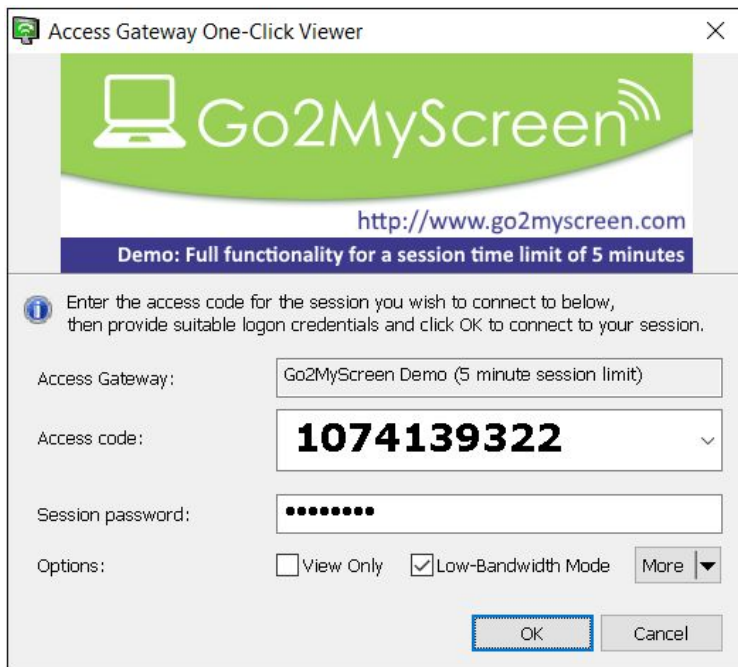 Access Gateway One-Click Viewer
Go2MyScreen
http://www.go2myscreen.com
Demo: Full functionality for a session time limit of 5 minutes
Enter the access code for the session you wish to connect to below,
then provide suitable logon credentials and click OK to connect to your session.
Access Gateway: Go2MyScreen Demo (5 minute session limit)
Access code: 1074139322
Session password: ••••••••
Options: View Only Low-Bandwidth Mode More
OK Cancel